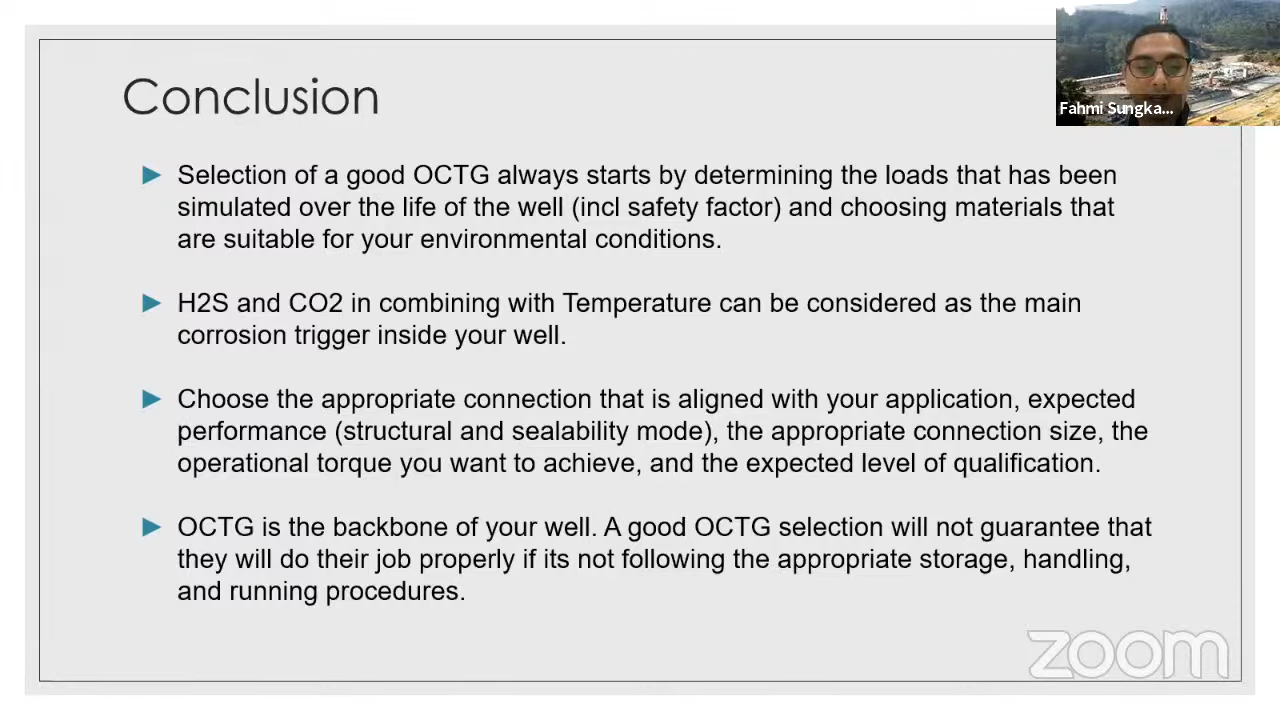 Conclusion
Fahmi Sungka...
Selection of a good OCTG always starts by determining the loads that has been
simulated over the life of the well (incl safety factor) and choosing materials that
are suitable for your environmental conditions.
H2S and CO2 in combining with Temperature can be considered as the main
corrosion trigger inside your well.
Choose the appropriate connection that is aligned with your application, expected
performance (structural and sealability mode), the appropriate connection size, the
operational torque you want to achieve, and the expected level of qualification.
OCTG is the backbone of your well. A good OCTG selection will not guarantee that
they will do their job properly if its not following the appropriate storage, handling,
and running procedures.
zoom